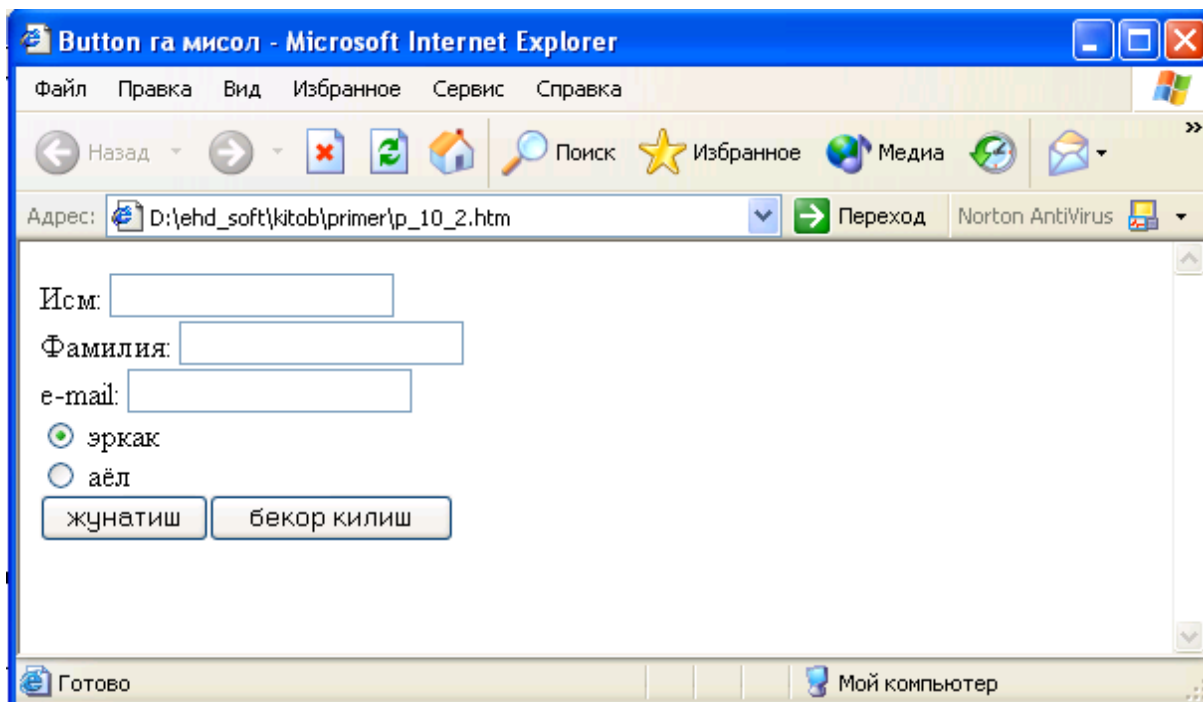 Button га мисол - Microsoft Internet Explorer
Файл Правка Вид Избранное Сервис Справка
Назад Поиск Избранное Медиа »
Адрес: D:\ehd_soft\kitob\primer\p_10_2.htm Переход Norton AntiVirus
Исм:
Фамилия:
e-mail:
эркак
аёл
жунатиш бекор килиш
Готово Мой компьютер